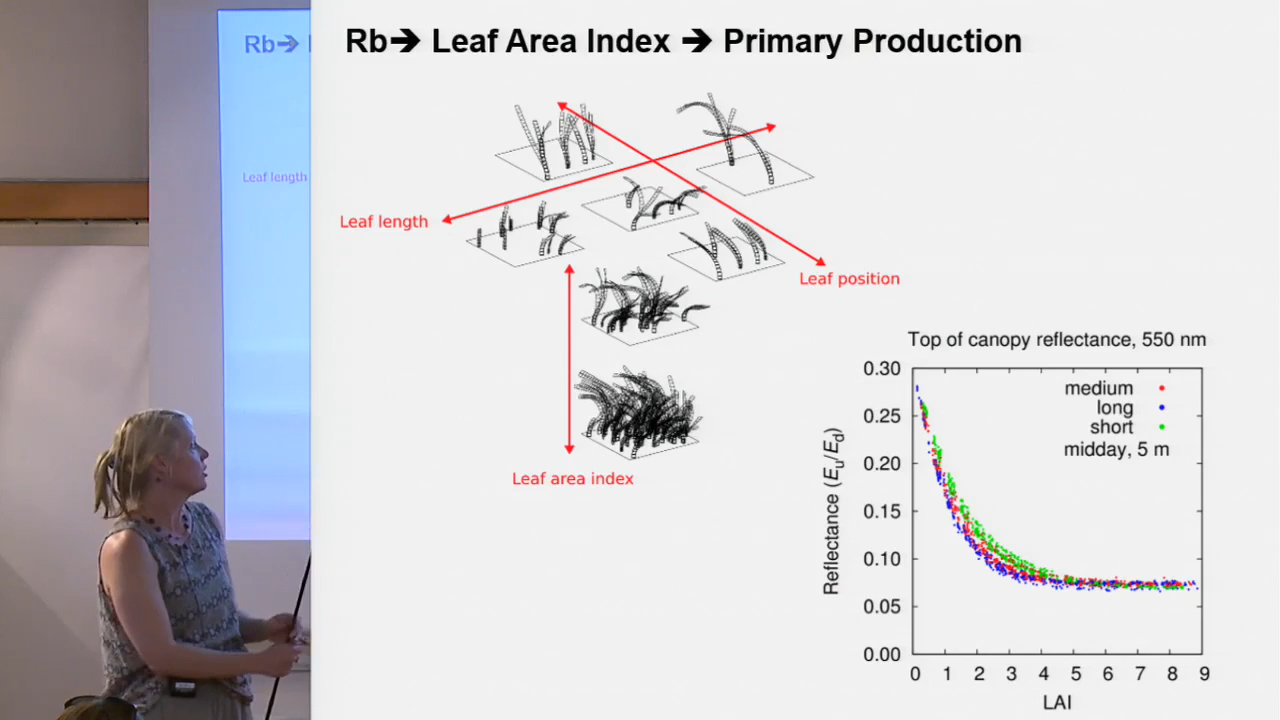 Rb➔
Rb➔ Leaf Area Index ➔ Primary Production
Leaf length
Leaf length
Leaf position
Leaf area index
Top of canopy reflectance, 550 nm
0.30
0.25
0.20
0.15
0.10
0.05
0.00
Reflectance (Eu/Ed)
medium
long
short
midday, 5 m
0 1 2 3 4 5 6 7 8 9
LAI